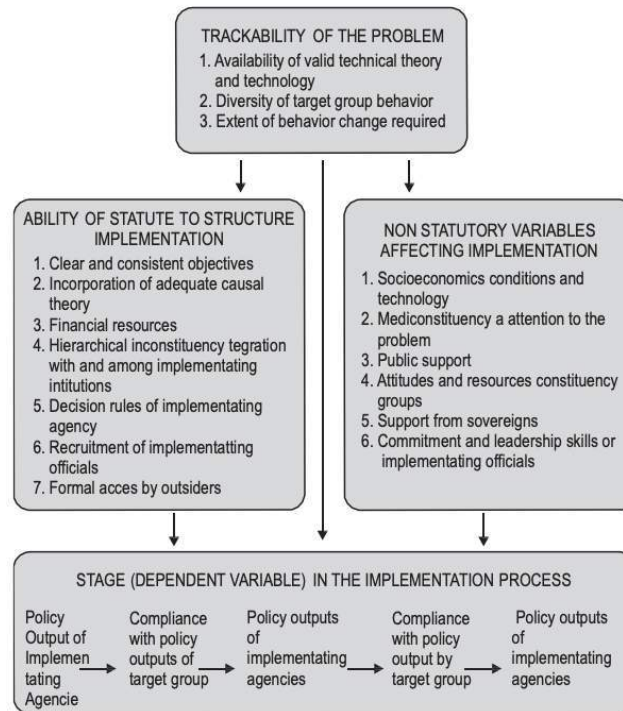 TRACKABILITY OF THE PROBLEM
1. Availability of valid technical theory
and technology
2. Diversity of target group behavior
3. Extent of behavior change required
ABILITY OF STATUTE TO STRUCTURE
IMPLEMENTATION
1. Clear and consistent objectives
2. Incorporation of adequate causal
theory
3. Financial resources
4. Hierarchical inconstituency tegration
with and among implementating
intitutions
5. Decision rules of implementating
agency
6. Recruitment of implementatting
officials
7. Formal acces by outsiders
NON STATUTORY VARIABLES
AFFECTING IMPLEMENTATION
1. Socioeconomics conditions and
technology
2. Mediconstituency a attention to the
problem
3. Public support
4. Attitudes and resources constituency
groups
5. Support from sovereigns
6. Commitment and leadership skills or
implementating officials
STAGE (DEPENDENT VARIABLE) IN THE IMPLEMENTATION PROCESS
Policy
Output of
Implemen
tating
Agencie
Compliance
with policy
outputs of
target group
Policy outputs
of
implementating
agencies
Compliance
with policy
output by
target group
Policy outputs
of
implementating
agencies